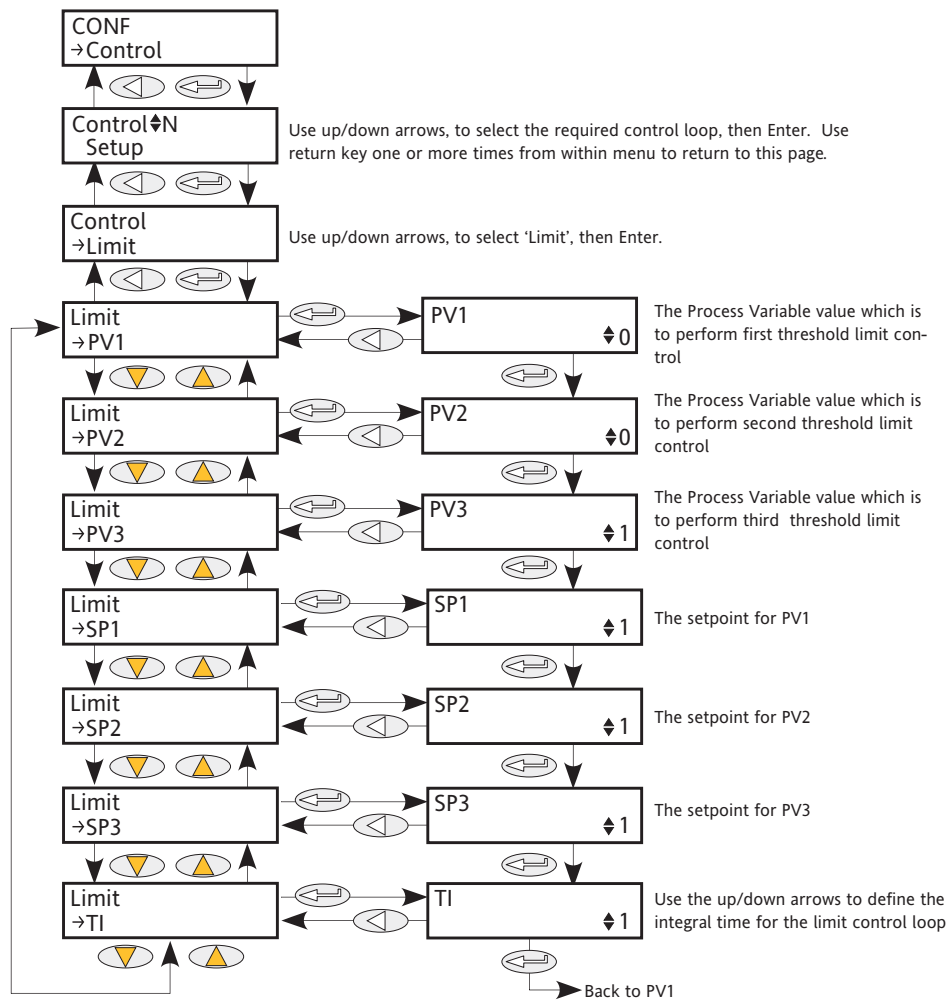 CONF
→Control
Control♦N
Setup
Use up/down arrows, to select the required control loop, then Enter. Use
return key one or more times from within menu to return to this page.
Control
→Limit
Use up/down arrows, to select ‘Limit’, then Enter.
Limit
→PV1
PV1
♦0
The Process Variable value which is
to perform first threshold limit con-
trol
Limit
→PV2
PV2
♦0
The Process Variable value which is
to perform second threshold limit
control
Limit
→PV3
PV3
♦1
The Process Variable value which is
to perform third threshold limit
control
Limit
→SP1
SP1
♦1
The setpoint for PV1
Limit
→SP2
SP2
♦1
The setpoint for PV2
Limit
→SP3
SP3
♦1
The setpoint for PV3
Limit
→TI
TI
♦1
Use the up/down arrows to define the
integral time for the limit control loop
Back to PV1